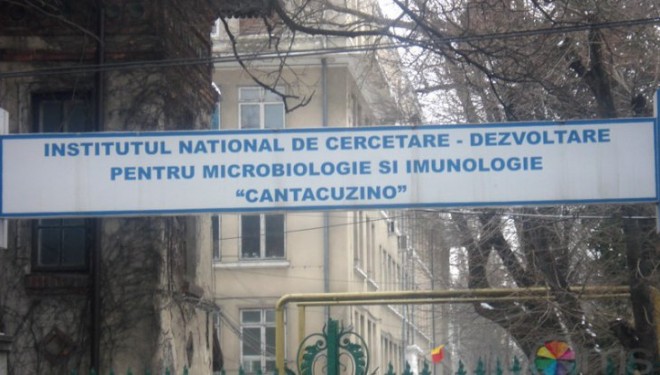 INSTITUTUL NATIONAL DE CERCETARE - DEZVOLTARE
PENTRU MICROBIOLOGIE SI IMUNOLOGIE
“CANTACUZINO”